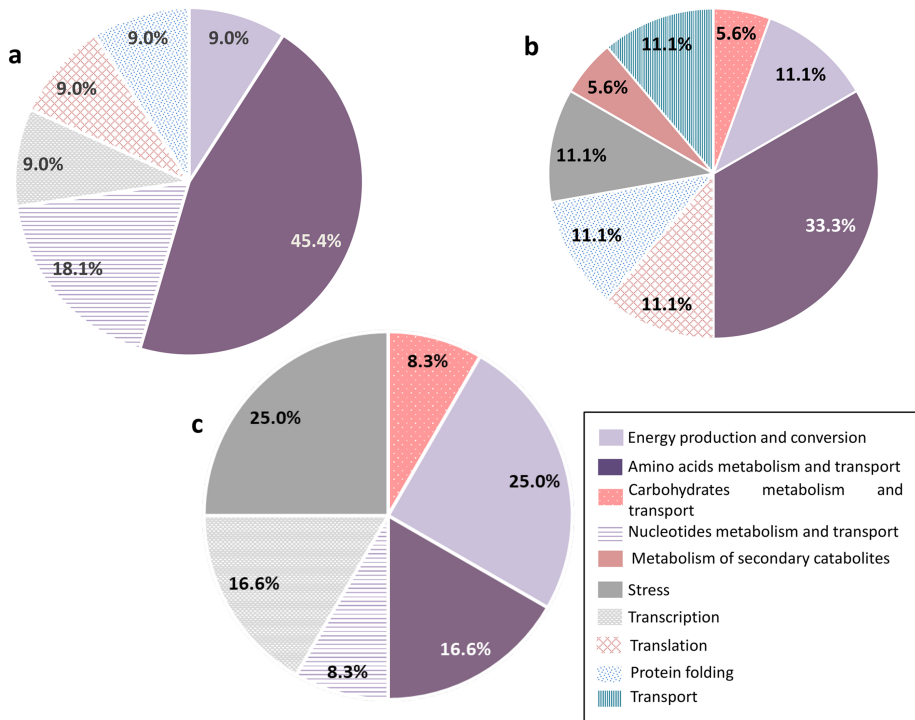 a
9.0%
9.0%
45.4%
18.1%
9.0%
9.0%
b
5.6%
11.1%
33.3%
11.1%
11.1%
11.1%
5.6%
11.1%
c
8.3%
25.0%
16.6%
8.3%
16.6%
25.0%
Energy production and conversion
Amino acids metabolism and transport
Carbohydrates metabolism and
transport
Nucleotides metabolism and transport
Metabolism of secondary catabolites
Stress
Transcription
Translation
Protein folding
Transport